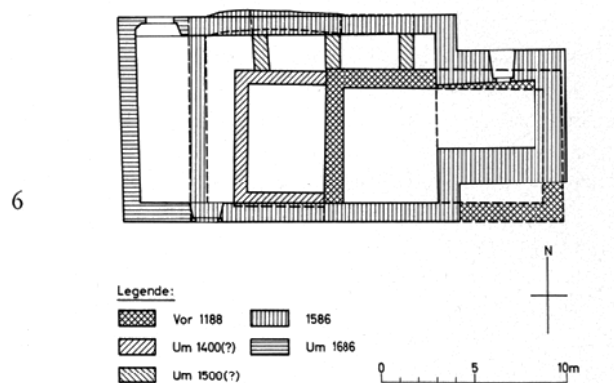 6
N
Legende:
Vor 1188
1586
Um 1400(?)
Um 1686
Um 1500(?)
0 5 10m